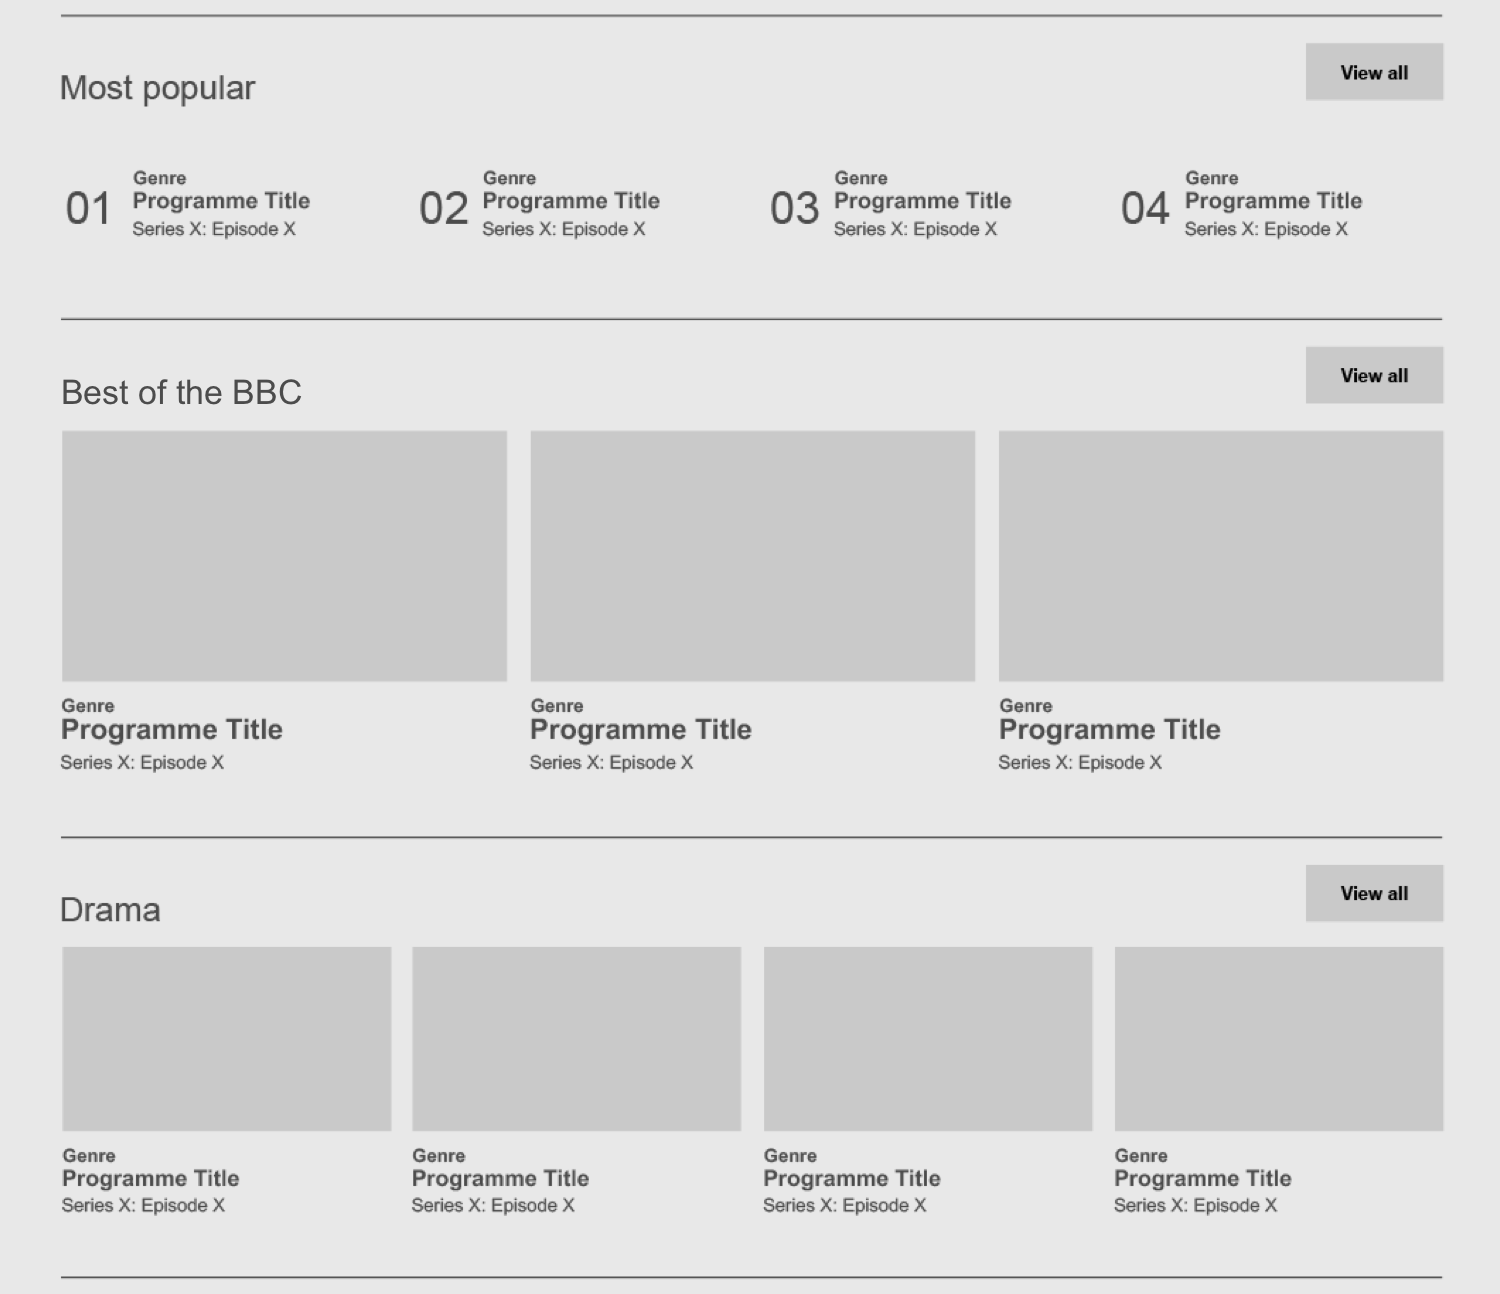 Most popular
View all
01
Genre
Programme Title
Series X: Episode X
02
Genre
Programme Title
Series X: Episode X
03
Genre
Programme Title
Series X: Episode X
04
Genre
Programme Title
Series X: Episode X
Best of the BBC
View all
Genre
Programme Title
Series X: Episode X
Genre
Programme Title
Series X: Episode X
Genre
Programme Title
Series X: Episode X
Drama
View all
Genre
Programme Title
Series X: Episode X
Genre
Programme Title
Series X: Episode X
Genre
Programme Title
Series X: Episode X
Genre
Programme Title
Series X: Episode X